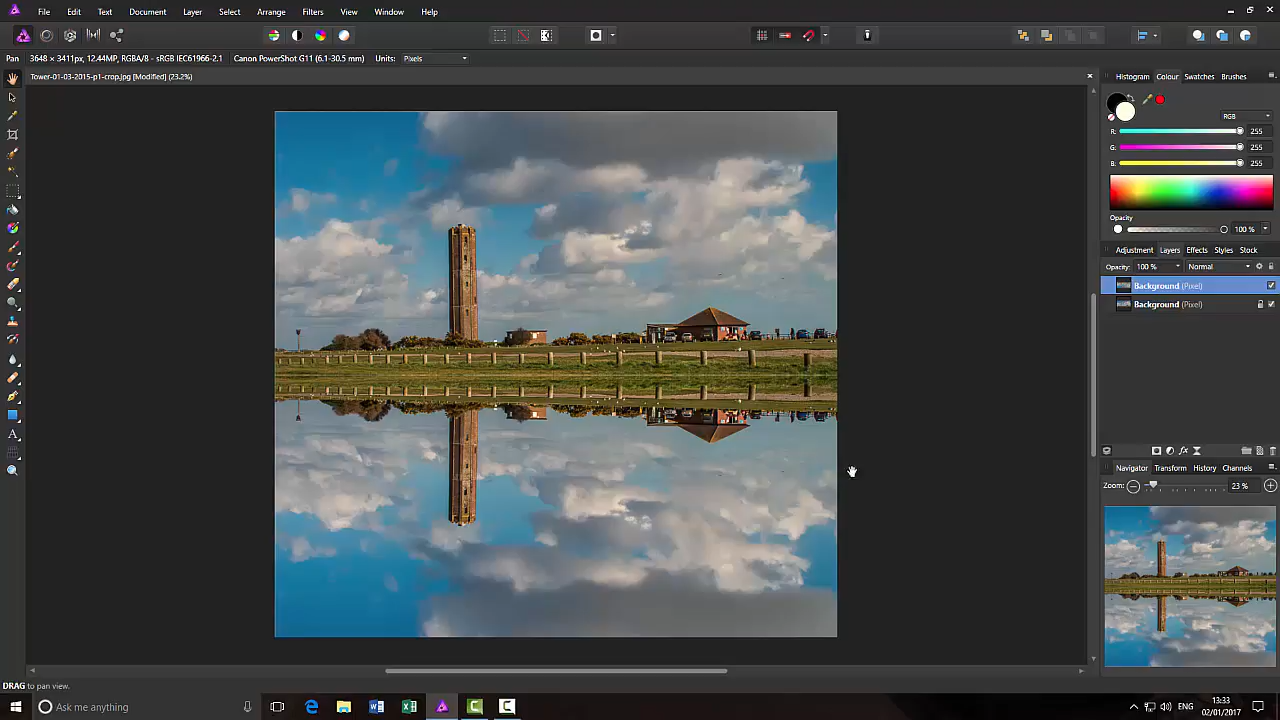 File Edit Text Document Layer Select Arrange Filters View Window Help
Pan 3648 × 3411px, 12.44MP, RGBA/8 - sRGB IEC61966-2.1 Canon PowerShot G11 (6.1-30.5 mm) Units: Pixels
Tower-01-03-2015-p1-crop.jpg [Modified] (23.2%)
Histogram Colour Swatches Brushes
RGB
R: 255
G: 255
B: 255
Opacity
100 %
Adjustment Layers Effects Styles Stock
Opacity: 100 % Normal
Background (Pixel)
Background (Pixel)
Navigator Transform History Channels
Zoom: 23 %
DRAG to pan view.
Ask me anything
ENG
13:33
02/01/2017